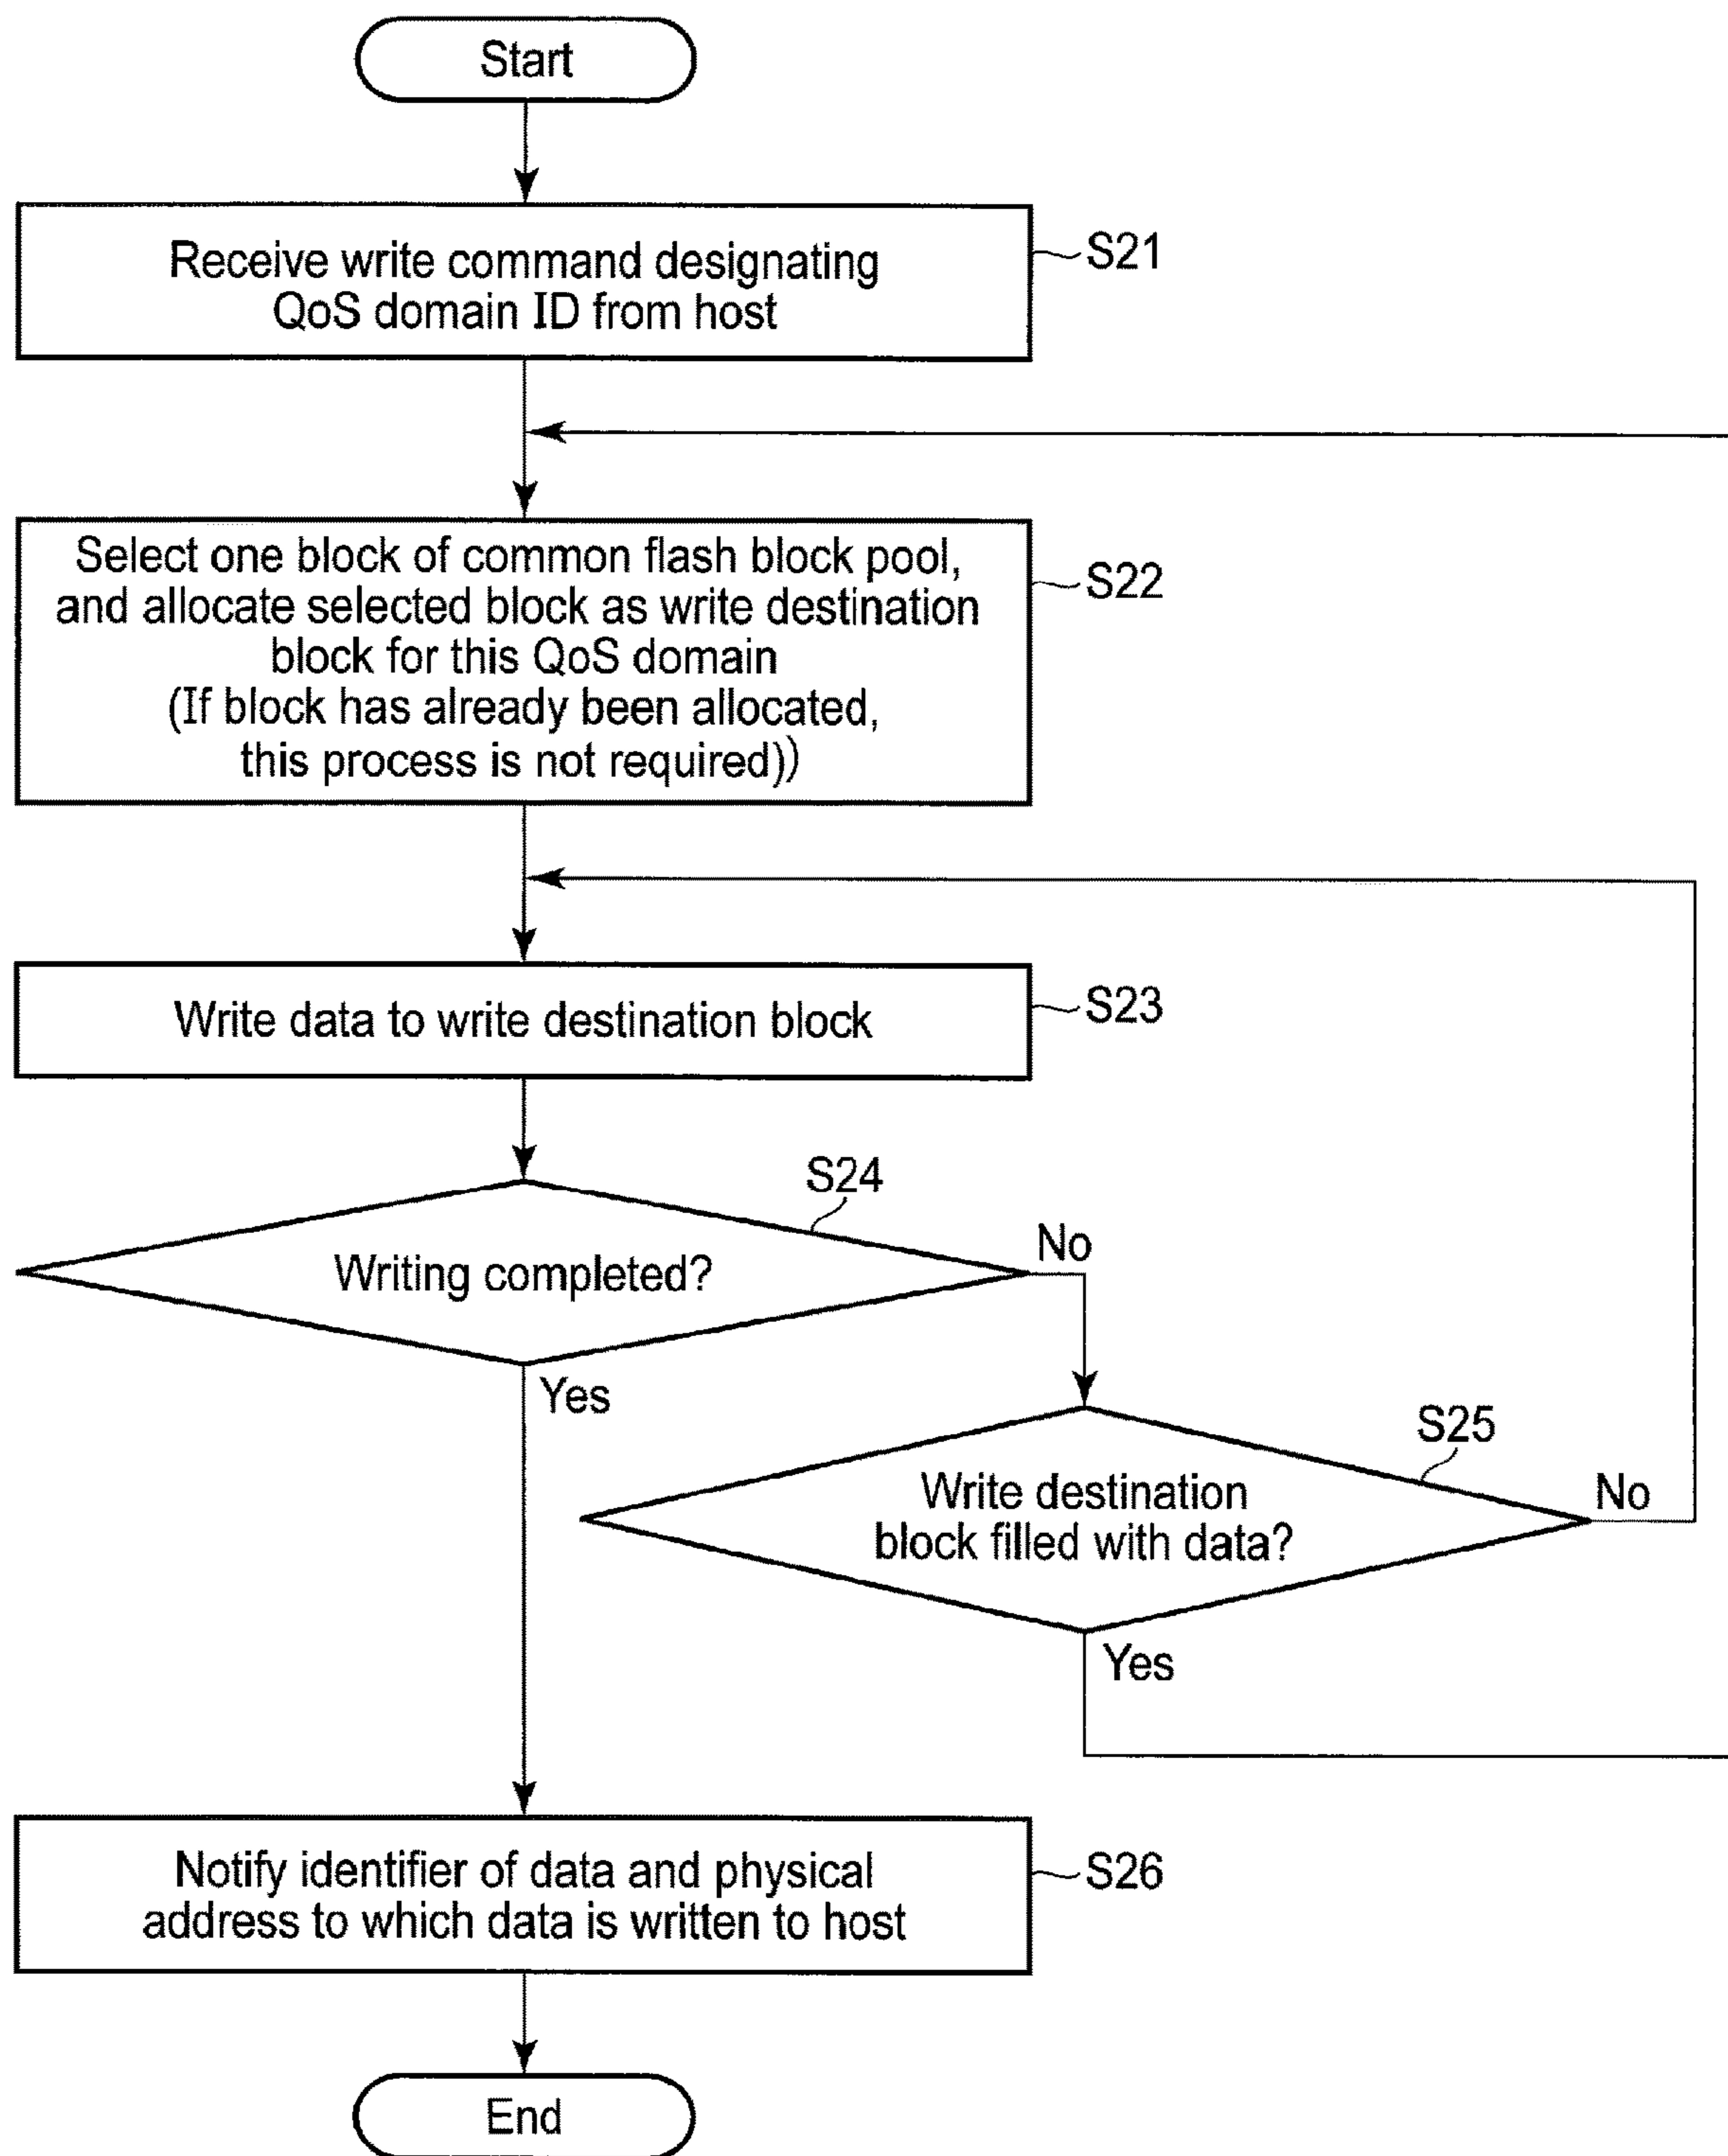 Start
Receive write command designating
QoS domain ID from host
S21
Select one block of common flash block pool,
and allocate selected block as write destination
block for this QoS domain
(If block has already been allocated,
this process is not required))
S22
Write data to write destination block
S23
S24
Writing completed?
No
Yes
S25
Write destination
block filled with data?
No
Yes
Notify identifier of data and physical
address to which data is written to host
S26
End